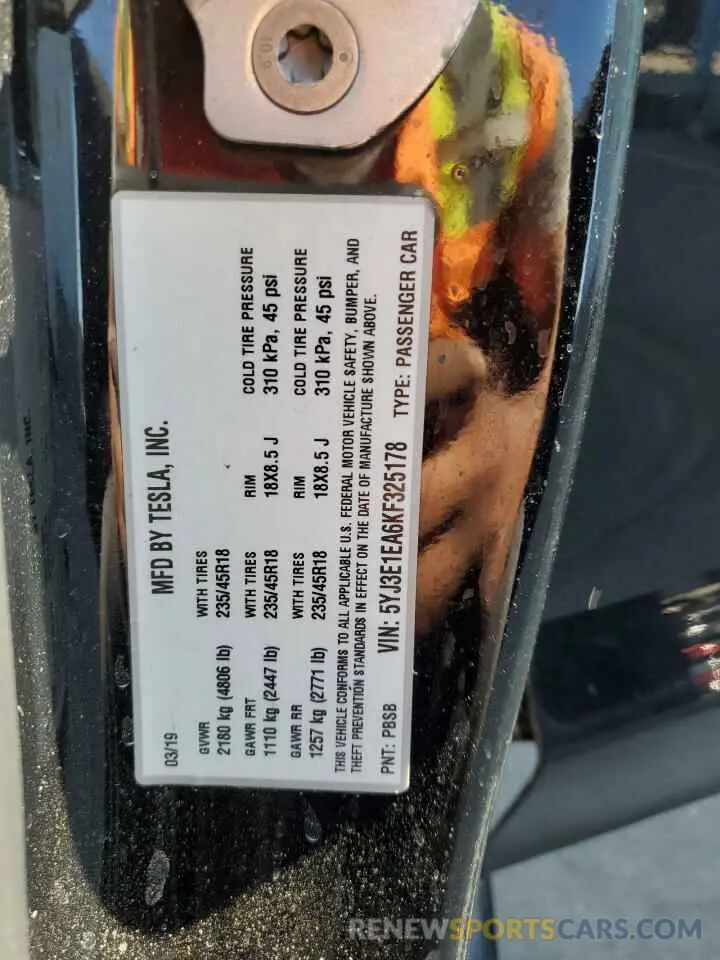 MFD BY TESLA, INC.
03/19
GVWR WITH TIRES RIM COLD TIRE PRESSURE
2180 kg (4806 lb) 235/45R18
GAWR FRT WITH TIRES RIM COLD TIRE PRESSURE
1110 kg (2447 lb) 235/45R18 18X8.5 J 310 kPa, 45 psi
GAWR RR WITH TIRES RIM COLD TIRE PRESSURE
1257 kg (2771 lb) 235/45R18 18X8.5 J 310 kPa, 45 psi
THIS VEHICLE CONFORMS TO ALL APPLICABLE U.S. FEDERAL MOTOR VEHICLE SAFETY, BUMPER, AND
THEFT PREVENTION STANDARDS IN EFFECT ON THE DATE OF MANUFACTURE SHOWN ABOVE.
PNT: PBSB VIN: 5YJ3E1EA6KF325178 TYPE: PASSENGER CAR
RENEWSPORTSCARS.COM